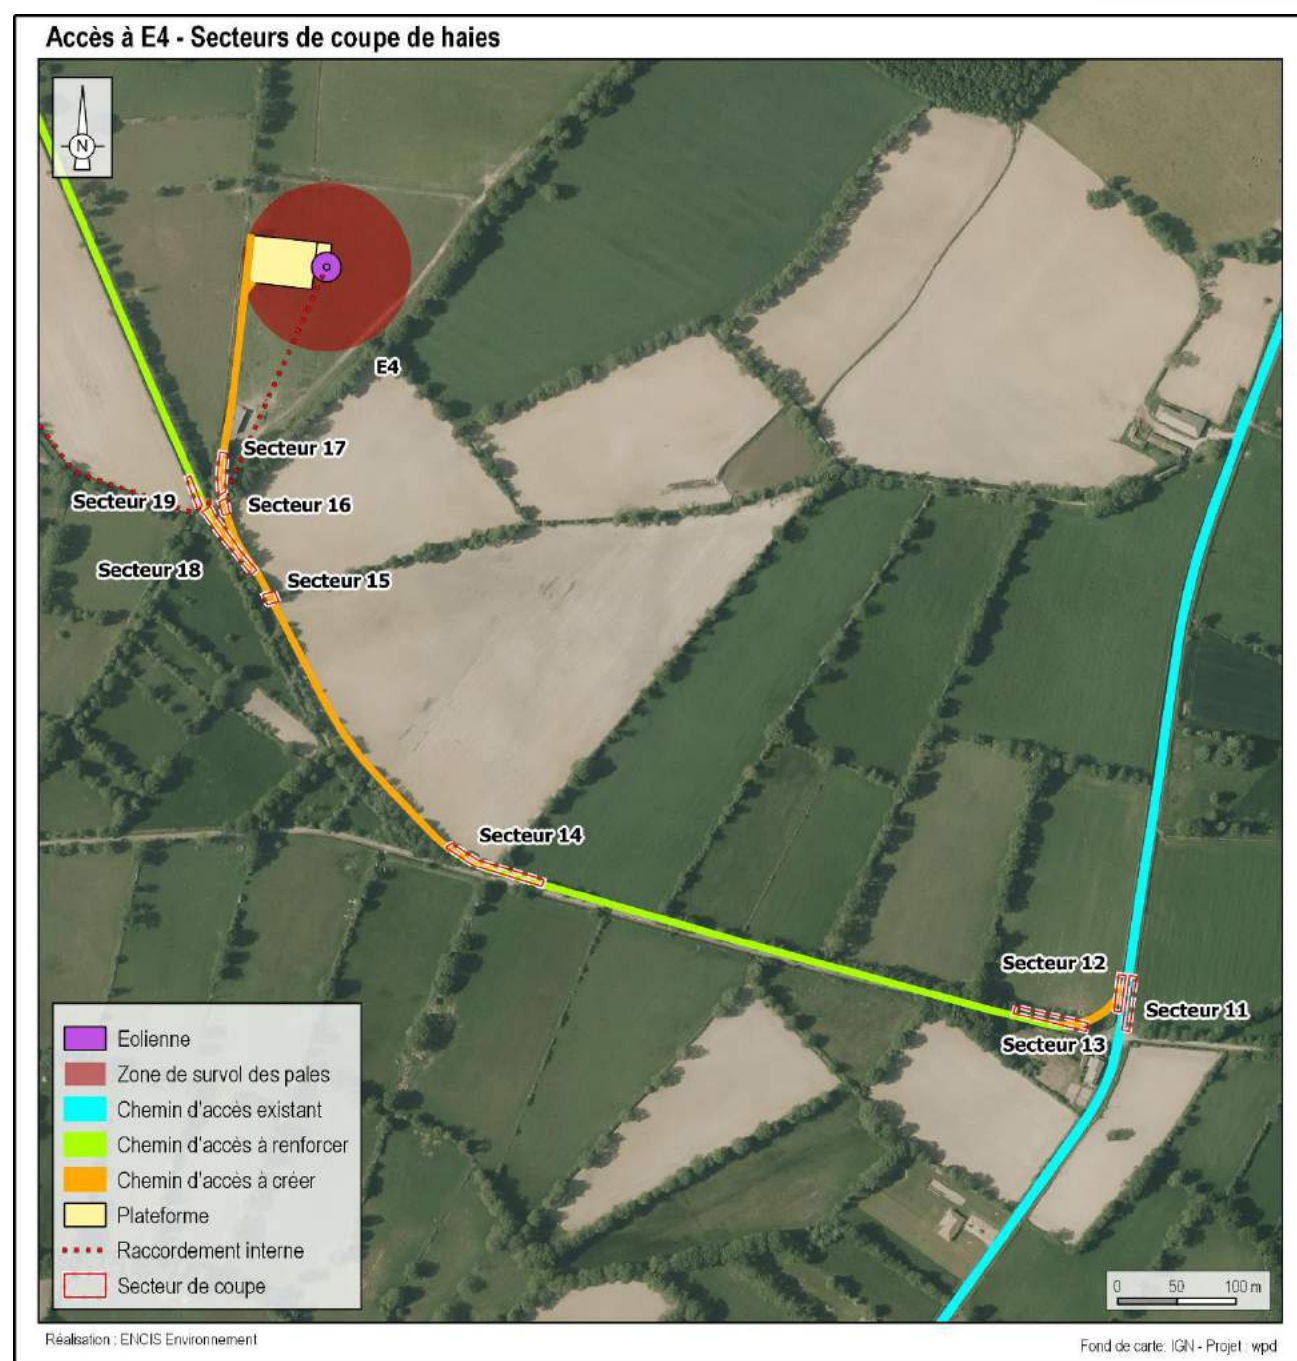 Accès à E4 - Secteurs de coupe de haies
N
E4
Secteur 17
Secteur 19
Secteur 16
Secteur 18
Secteur 15
Secteur 14
Secteur 12
Secteur 11
Secteur 13
Eolienne
Zone de survol des pales
Chemin d'accès existant
Chemin d'accès à renforcer
Chemin d'accès à créer
Plateforme
Raccordement interne
Secteur de coupe
0 50 100 m
Réalisation : ENCIS Environnement
Fond de carte: IGN - Projet : wpd